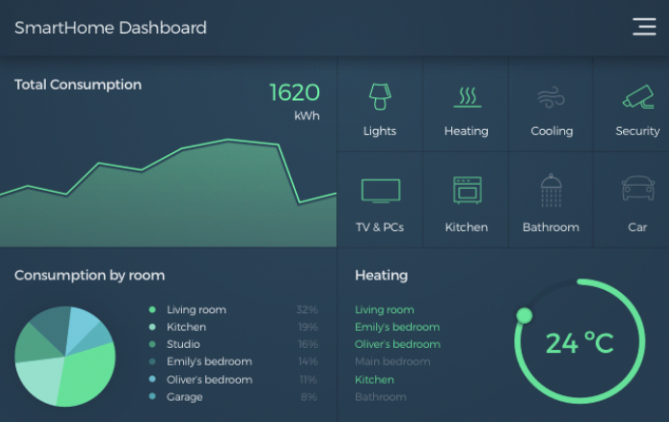 SmartHome Dashboard
Total Consumption
1620
kWh
Lights
Heating
Cooling
Security
TV & PCs
Kitchen
Bathroom
Car
Consumption by room
Living room 32%
Kitchen 19%
Studio 16%
Emily's bedroom 14%
Oliver's bedroom 11%
Garage 8%
Heating
Living room
Emily's bedroom
Oliver's bedroom
Main bedroom
Kitchen
Bathroom
24 ºC